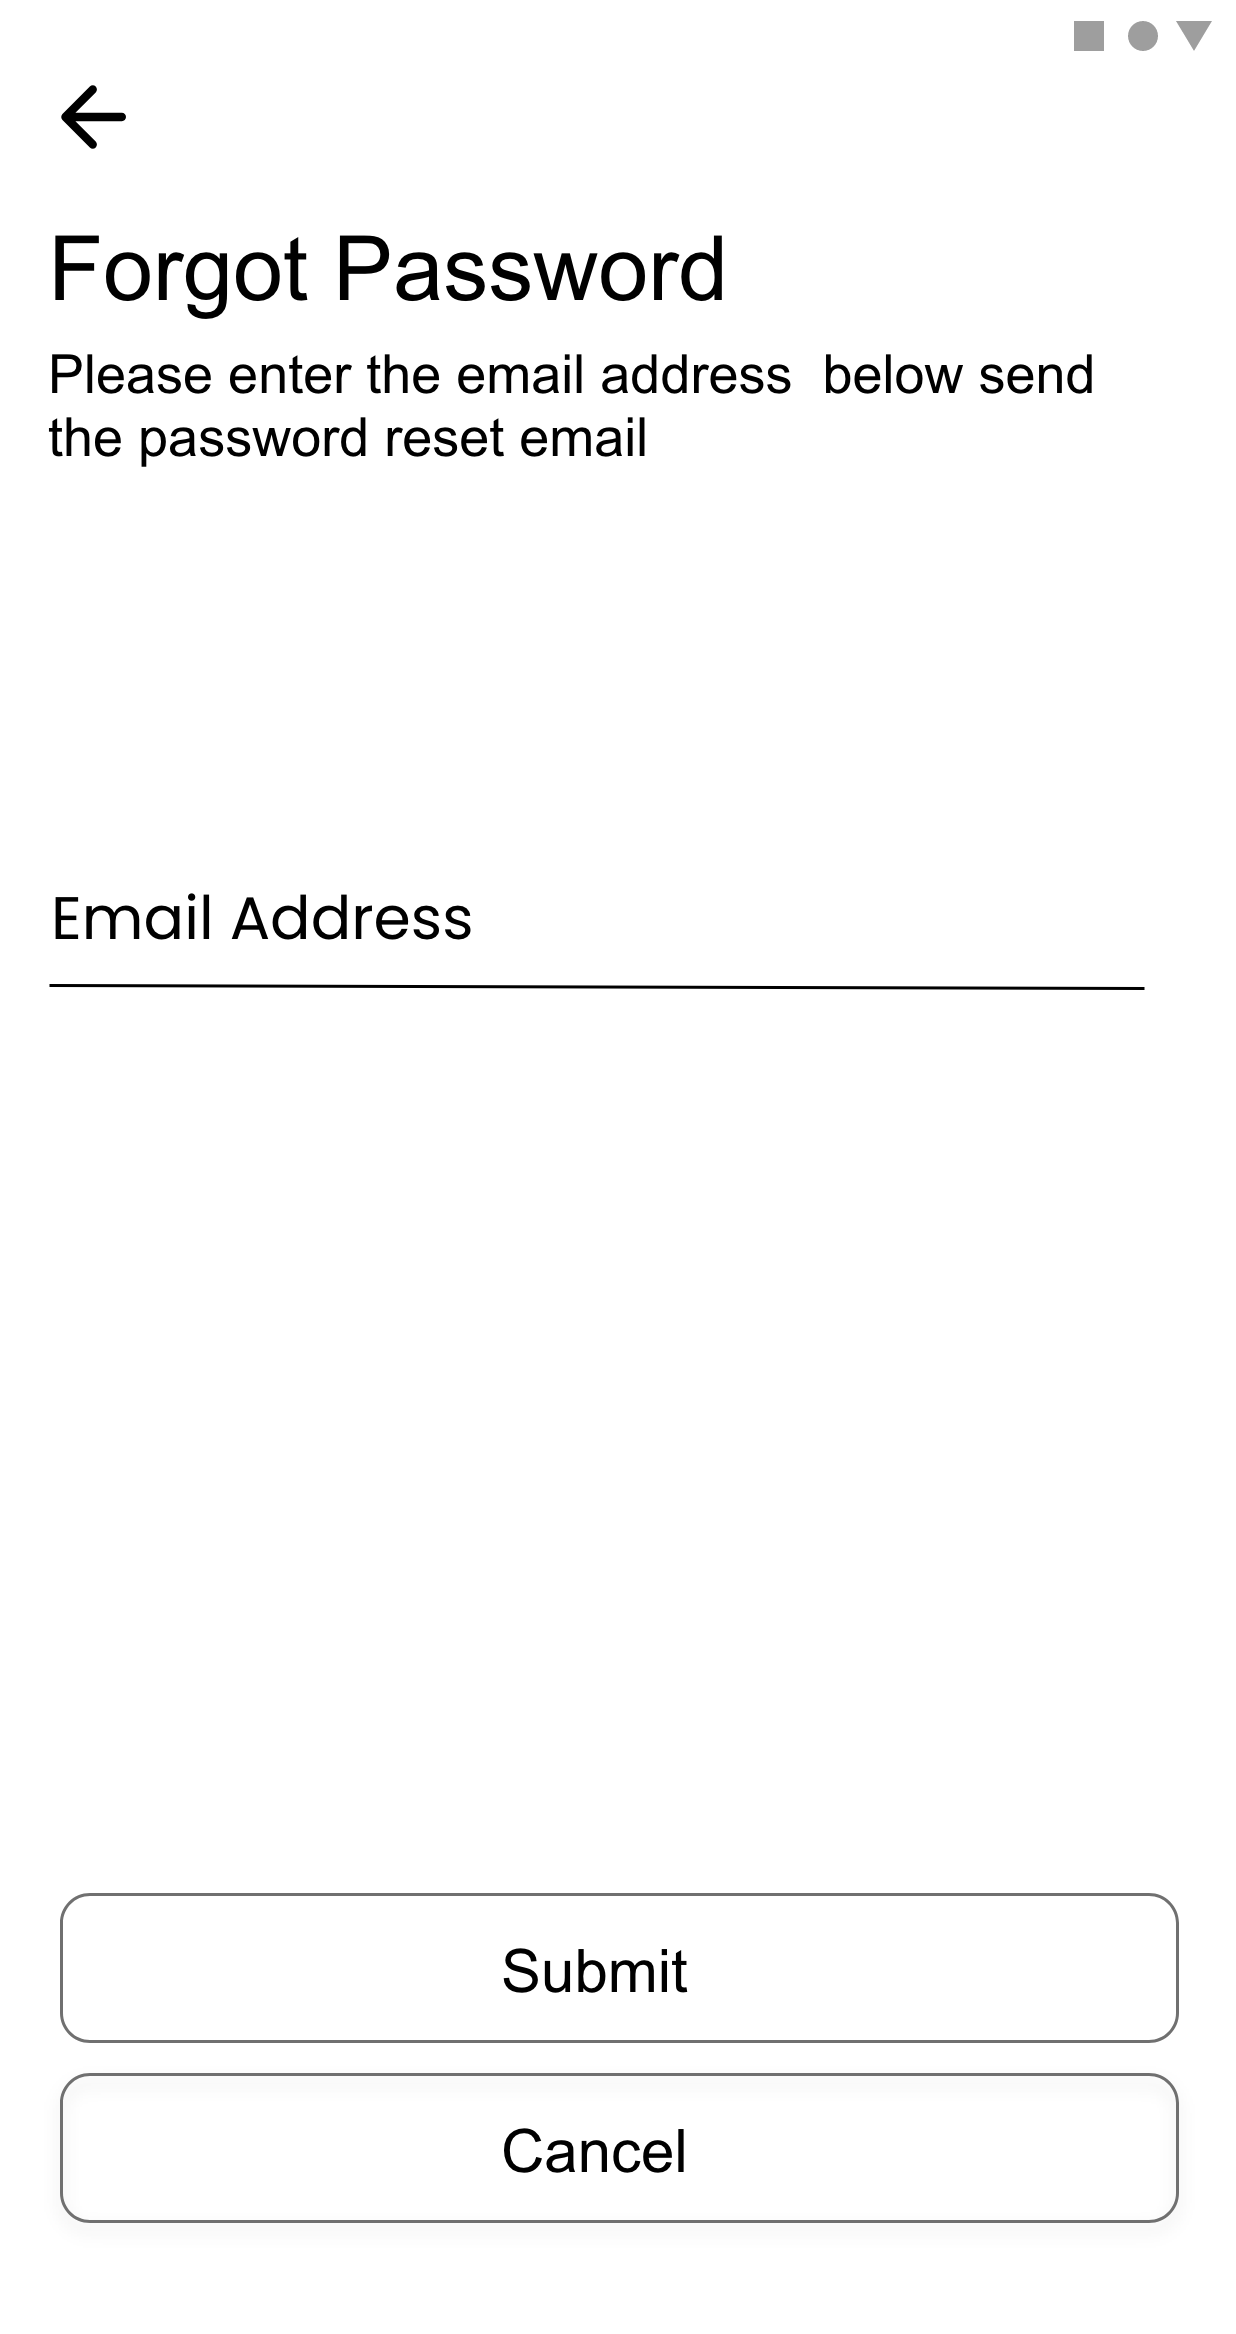 Forgot Password
Please enter the email address  below send
the password reset email
Email Address
Submit
Cancel